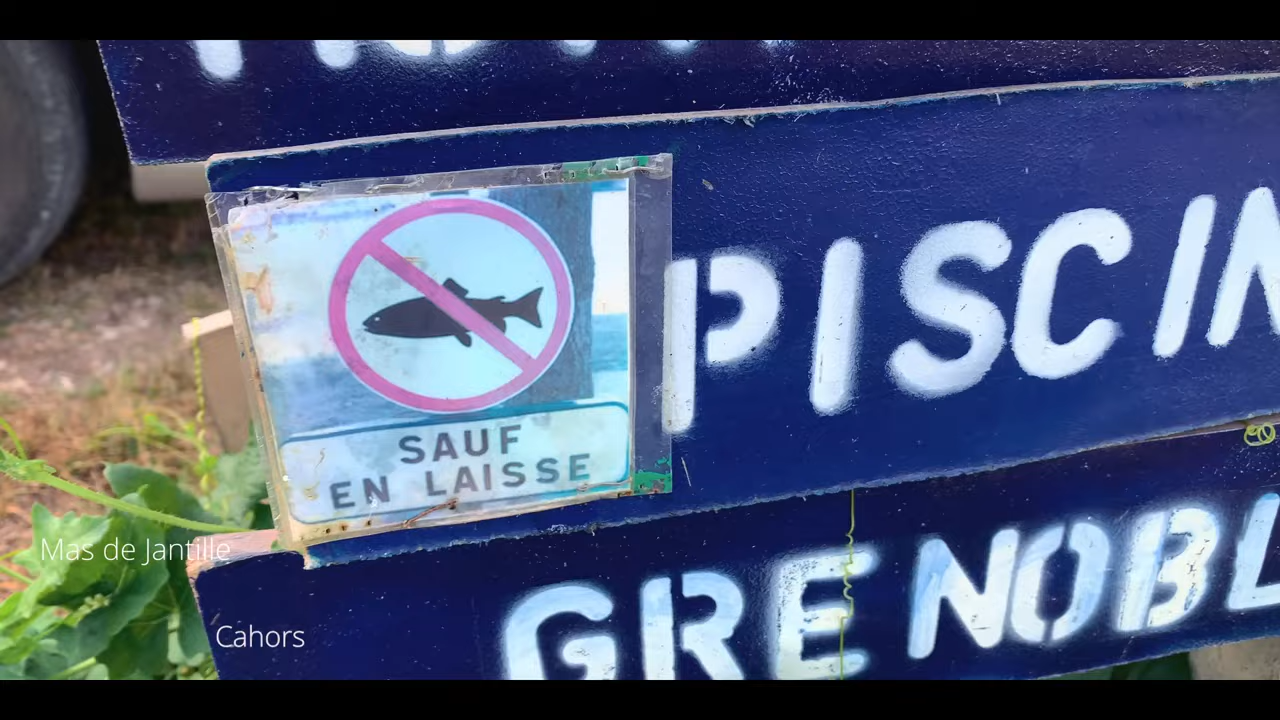 SAUF
EN LAISSE
PISCIN
GRENOBL
Mas de Jantille
Cahors